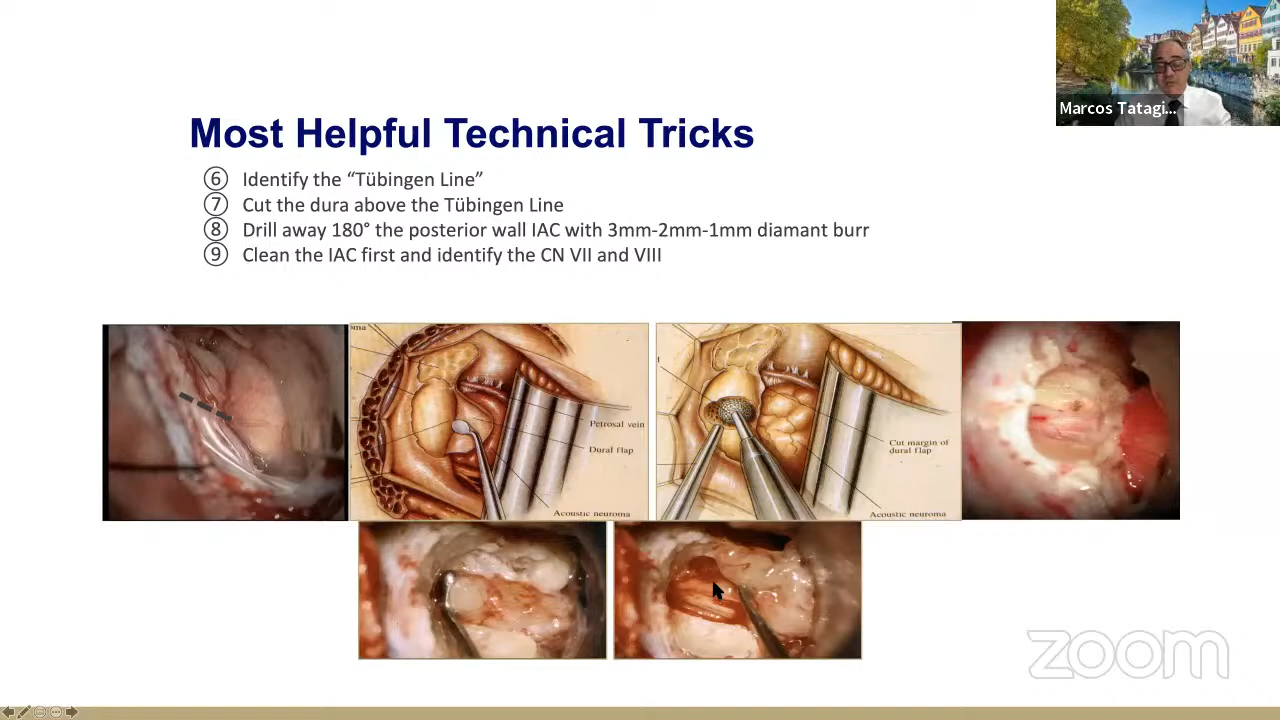 Marcos Tatagi...
Most Helpful Technical Tricks
⑥ Identify the “Tübingen Line”
⑦ Cut the dura above the Tübingen Line
⑧ Drill away 180° the posterior wall IAC with 3mm-2mm-1mm diamant burr
⑨ Clean the IAC first and identify the CN VII and VIII
oma
Petrosal vein
Dural flap
Acoustic neuroma
l
Cut margin of
dural flap
Acoustic neuroma
zoom